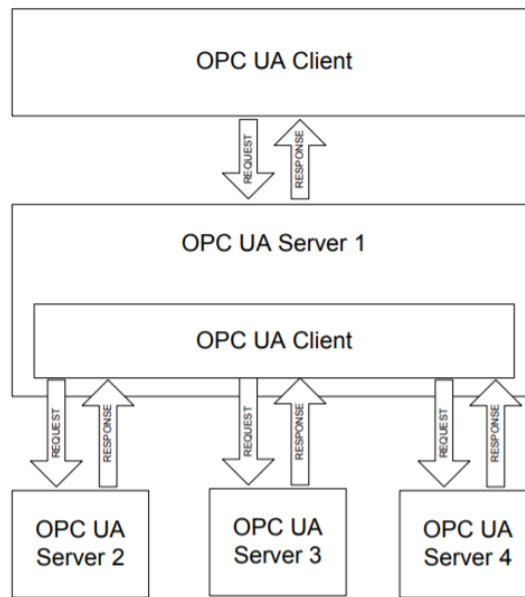 OPC UA Client
REQUEST
RESPONSE
OPC UA Server 1
OPC UA Client
REQUEST
RESPONSE
REQUEST
RESPONSE
REQUEST
RESPONSE
OPC UA
Server 2
OPC UA
Server 3
OPC UA
Server 4